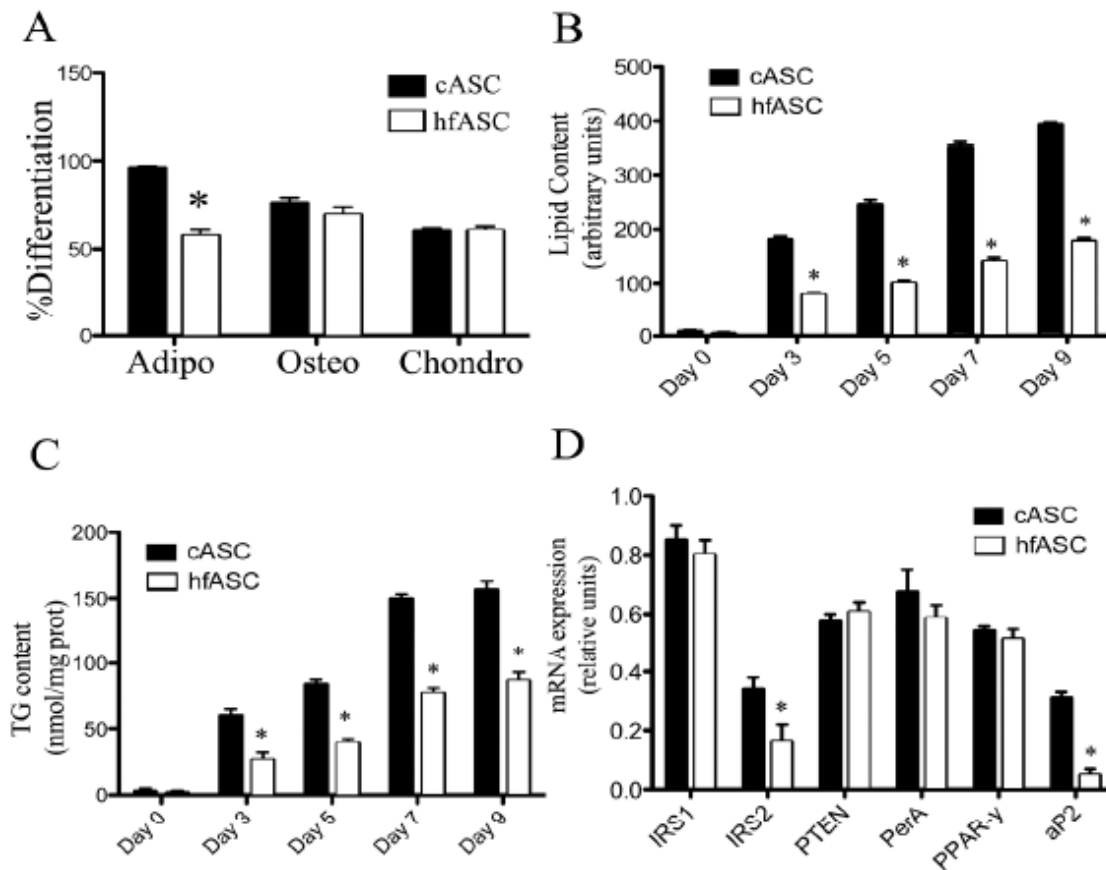 A
%Differentiation
150
100
50
0
cASC
hfASC
*
Adipo Osteo Chondro
B
Lipid Content
(arbitrary units)
500
400
300
200
100
0
cASC
hfASC
* * * *
Day 0 Day 3 Day 5 Day 7 Day 9
C
TG content
(nmol/mg prot)
200
150
100
50
0
cASC
hfASC
* * * *
Day 0 Day 3 Day 5 Day 7 Day 9
D
mRNA expression
(relative units)
1.0
0.8
0.6
0.4
0.2
0.0
cASC
hfASC
* *
IRS1 IRS2 PTEN PerA PPAR-y aP2